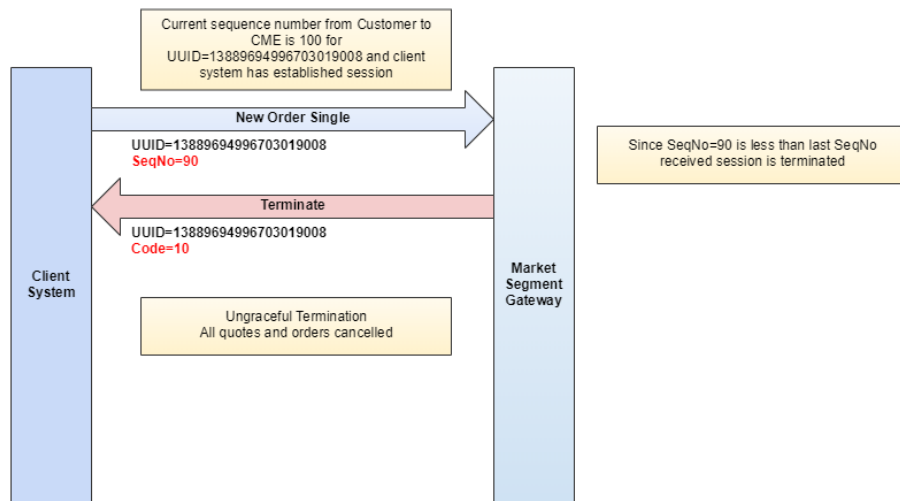 Current sequence number from Customer to
CME is 100 for
UUID=13889694996703019008 and client
system has established session
New Order Single
UUID=13889694996703019008
SeqNo=90
Since SeqNo=90 is less than last SeqNo
received session is terminated
Terminate
UUID=13889694996703019008
Code=10
Client
System
Market
Segment
Gateway
Ungraceful Termination
All quotes and orders cancelled